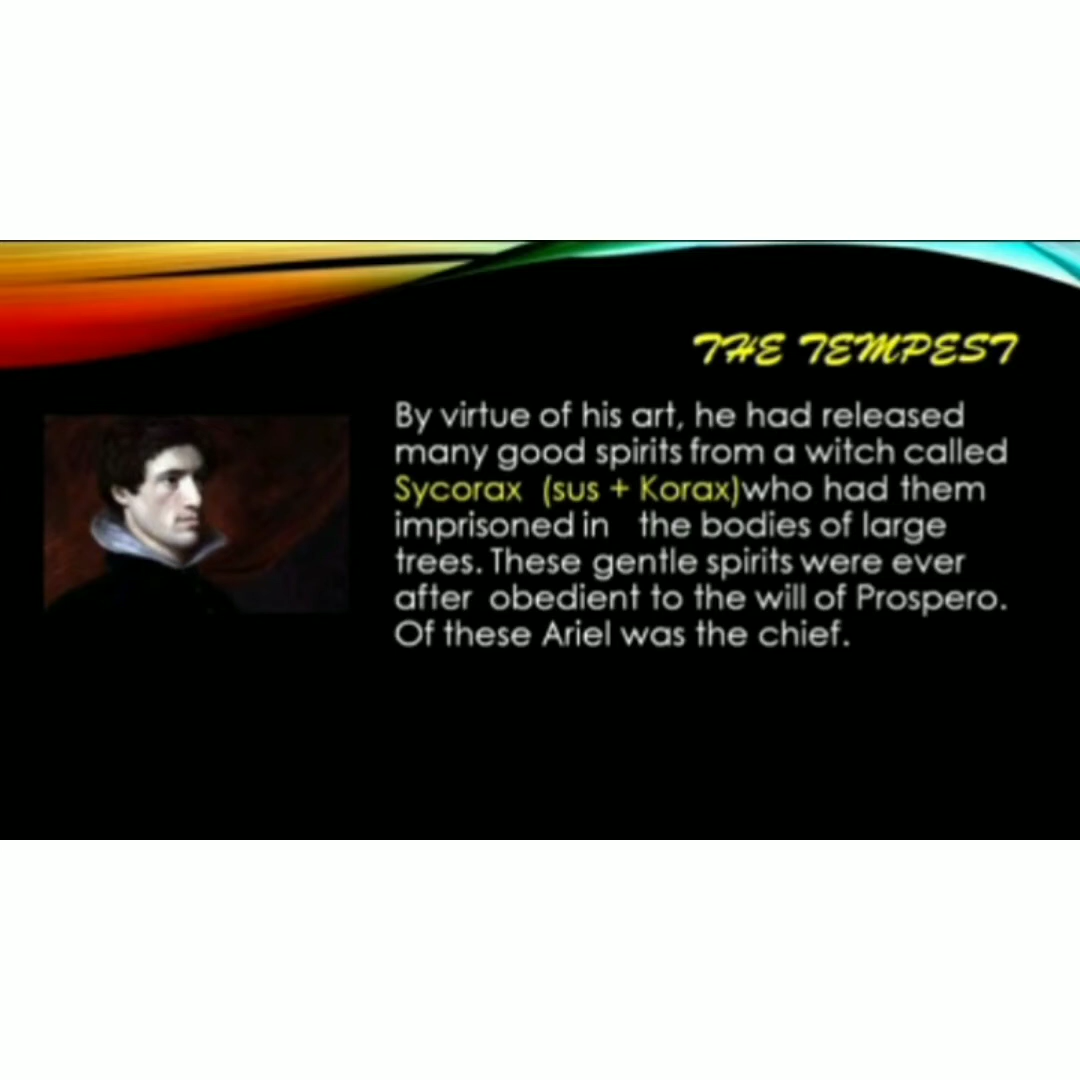 THE TEMPEST
By virtue of his art, he had released
many good spirits from a witch called
Sycorax (sus + Korax)who had them
imprisoned in the bodies of large
trees. These gentle spirits were ever
after obedient to the will of Prospero.
Of these Ariel was the chief.